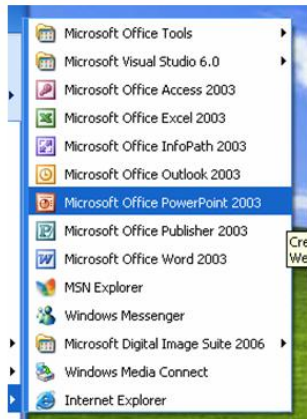 Microsoft Office Tools
Microsoft Visual Studio 6.0
Microsoft Office Access 2003
Microsoft Office Excel 2003
Microsoft Office InfoPath 2003
Microsoft Office Outlook 2003
Microsoft Office PowerPoint 2003
Microsoft Office Publisher 2003
Cre
Microsoft Office Word 2003
We
MSN Explorer
Windows Messenger
Microsoft Digital Image Suite 2006
Windows Media Connect
Internet Explorer